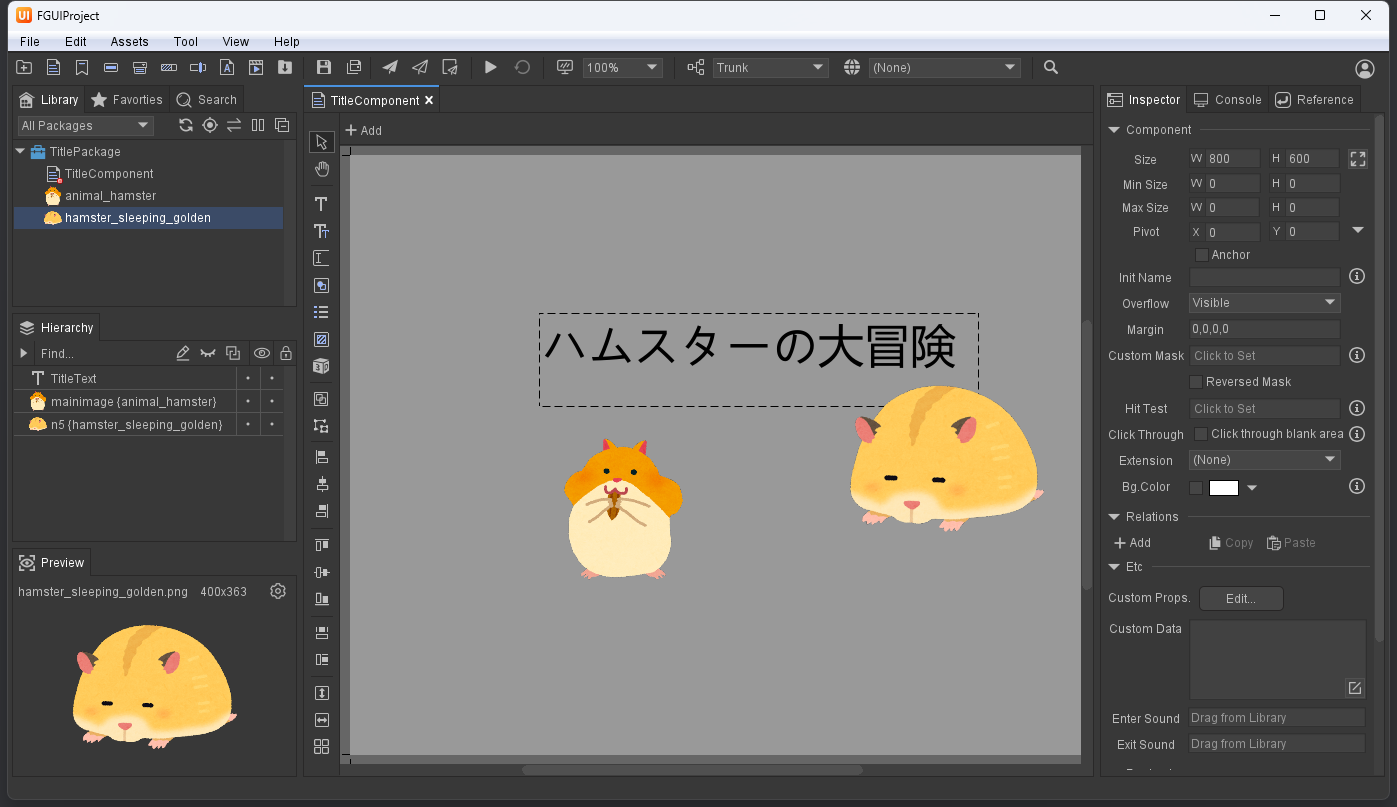 UI FGUIProject
File Edit Assets Tool View Help
100% Trunk (None)
Library Favorties Search
All Packages
TitlePackage
TitleComponent
animal_hamster
hamster_sleeping_golden
Hierarchy
Find...
TitleText
mainimage {animal_hamster}
n5 {hamster_sleeping_golden}
Preview
hamster_sleeping_golden.png 400x363
TitleComponent
Add
ハムスターの大冒険
Inspector Console Reference
Component
Size W 800 H 600
Min Size W 0 H 0
Max Size W 0 H 0
Pivot X 0 Y 0
Anchor
Init Name
Overflow Visible
Margin 0,0,0,0
Custom Mask Click to Set
Reversed Mask
Hit Test Click to Set
Click Through Click through blank area
Extension (None)
Bg.Color
Relations
Add Copy Paste
Etc
Custom Props. Edit...
Custom Data
Enter Sound Drag from Library
Exit Sound Drag from Library